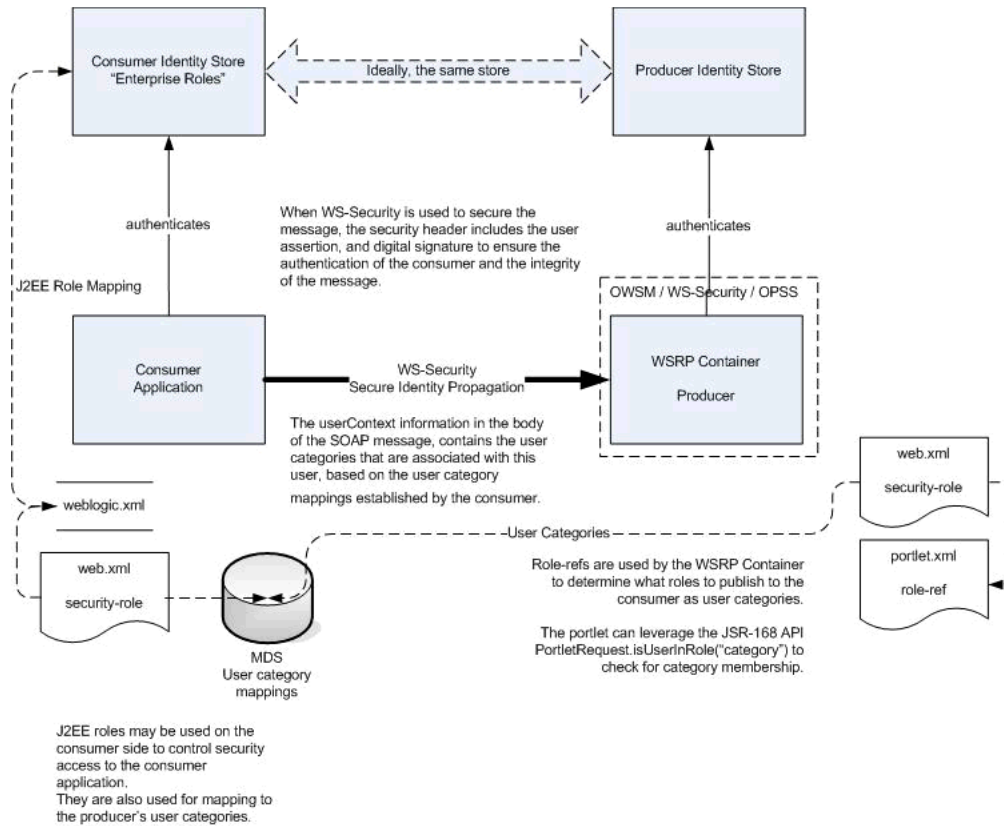 Consumer Identity Store
“Enterprise Roles”
Ideally, the same store
Producer Identity Store
authenticates
authenticates
When WS-Security is used to secure the
message, the security header includes the user
assertion, and digital signature to ensure the
authentication of the consumer and the integrity
of the message.
J2EE Role Mapping
OWSM / WS-Security / OPSS
Consumer
Application
WS-Security
Secure Identity Propagation
WSRP Container
Producer
The userContext information in the body
of the SOAP message, contains the user
categories that are associated with this
user, based on the user category
mappings established by the consumer.
web.xml
security-role
weblogic.xml
User Categories
web.xml
security-role
Role-refs are used by the WSRP Container
to determine what roles to publish to the
consumer as user categories.
portlet.xml
role-ref
The portlet can leverage the JSR-168 API
PortletRequest.isUserInRole(“category”) to
check for category membership.
MDS
User category
mappings
J2EE roles may be used on the
consumer side to control security
access to the consumer
application.
They are also used for mapping to
the producer’s user categories.